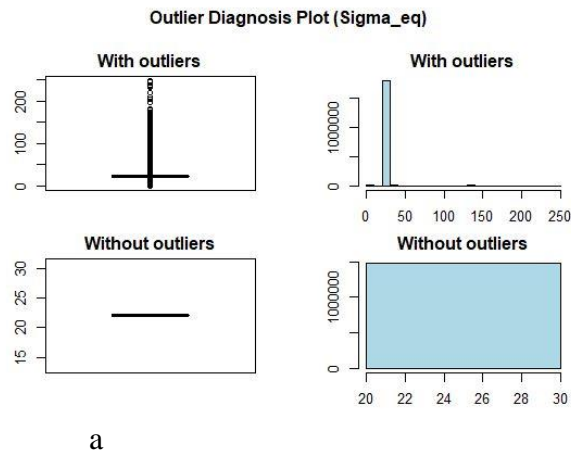 Outlier Diagnosis Plot (Sigma_eq)
With outliers
0 100 200
With outliers
0 1000000
0 50 100 150 200 250
Without outliers
15 20 25 30
Without outliers
0 1000000
20 22 24 26 28 30
a